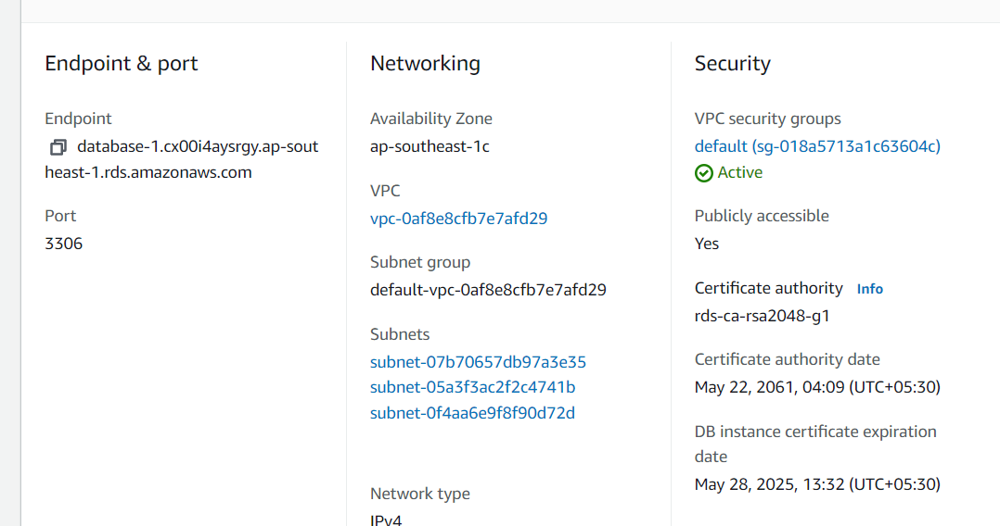 Endpoint & port
Endpoint
database-1.cx00i4aysrgy.ap-sout
heast-1.rds.amazonaws.com
Port
3306
Networking
Availability Zone
ap-southeast-1c
VPC
vpc-0af8e8cfb7e7afd29
Subnet group
default-vpc-0af8e8cfb7e7afd29
Subnets
subnet-07b70657db97a3e35
subnet-05a3f3ac2f2c4741b
subnet-0f4aa6e9f8f90d72d
Network type
IPv4
Security
VPC security groups
default (sg-018a5713a1c63604c)
Active
Publicly accessible
Yes
Certificate authority Info
rds-ca-rsa2048-g1
Certificate authority date
May 22, 2061, 04:09 (UTC+05:30)
DB instance certificate expiration
date
May 28, 2025, 13:32 (UTC+05:30)